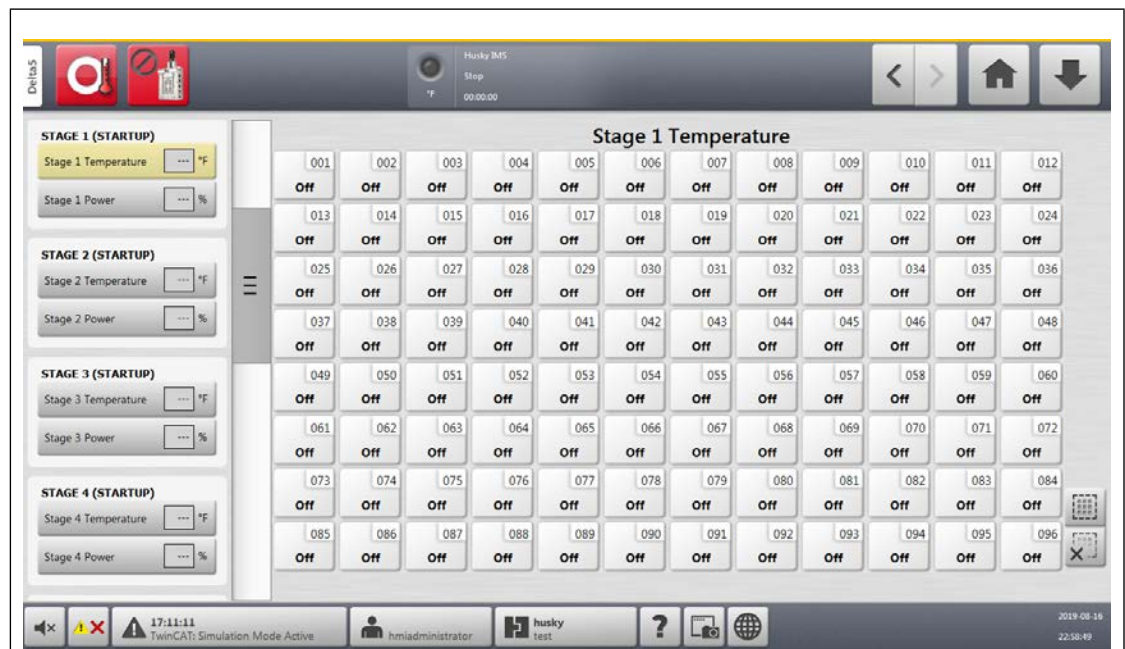 Delta5
Husky IMS
Stop
°F 00:00:00
STAGE 1 (STARTUP)
Stage 1 Temperature --- °F
Stage 1 Power --- %
STAGE 2 (STARTUP)
Stage 2 Temperature --- °F
Stage 2 Power --- %
STAGE 3 (STARTUP)
Stage 3 Temperature --- °F
Stage 3 Power --- %
STAGE 4 (STARTUP)
Stage 4 Temperature --- °F
Stage 4 Power --- %
Stage 1 Temperature
001 002 003 004 005 006 007 008 009 010 011 012
Off Off Off Off Off Off Off Off Off Off Off Off
013 014 015 016 017 018 019 020 021 022 023 024
Off Off Off Off Off Off Off Off Off Off Off Off
025 026 027 028 029 030 031 032 033 034 035 036
Off Off Off Off Off Off Off Off Off Off Off Off
037 038 039 040 041 042 043 044 045 046 047 048
Off Off Off Off Off Off Off Off Off Off Off Off
049 050 051 052 053 054 055 056 057 058 059 060
Off Off Off Off Off Off Off Off Off Off Off Off
061 062 063 064 065 066 067 068 069 070 071 072
Off Off Off Off Off Off Off Off Off Off Off Off
073 074 075 076 077 078 079 080 081 082 083 084
Off Off Off Off Off Off Off Off Off Off Off Off
085 086 087 088 089 090 091 092 093 094 095 096
Off Off Off Off Off Off Off Off Off Off Off Off
17:11:11
TwinCAT: Simulation Mode Active
hmiadministrator
husky
test
?
2019-08-16
22:58:49